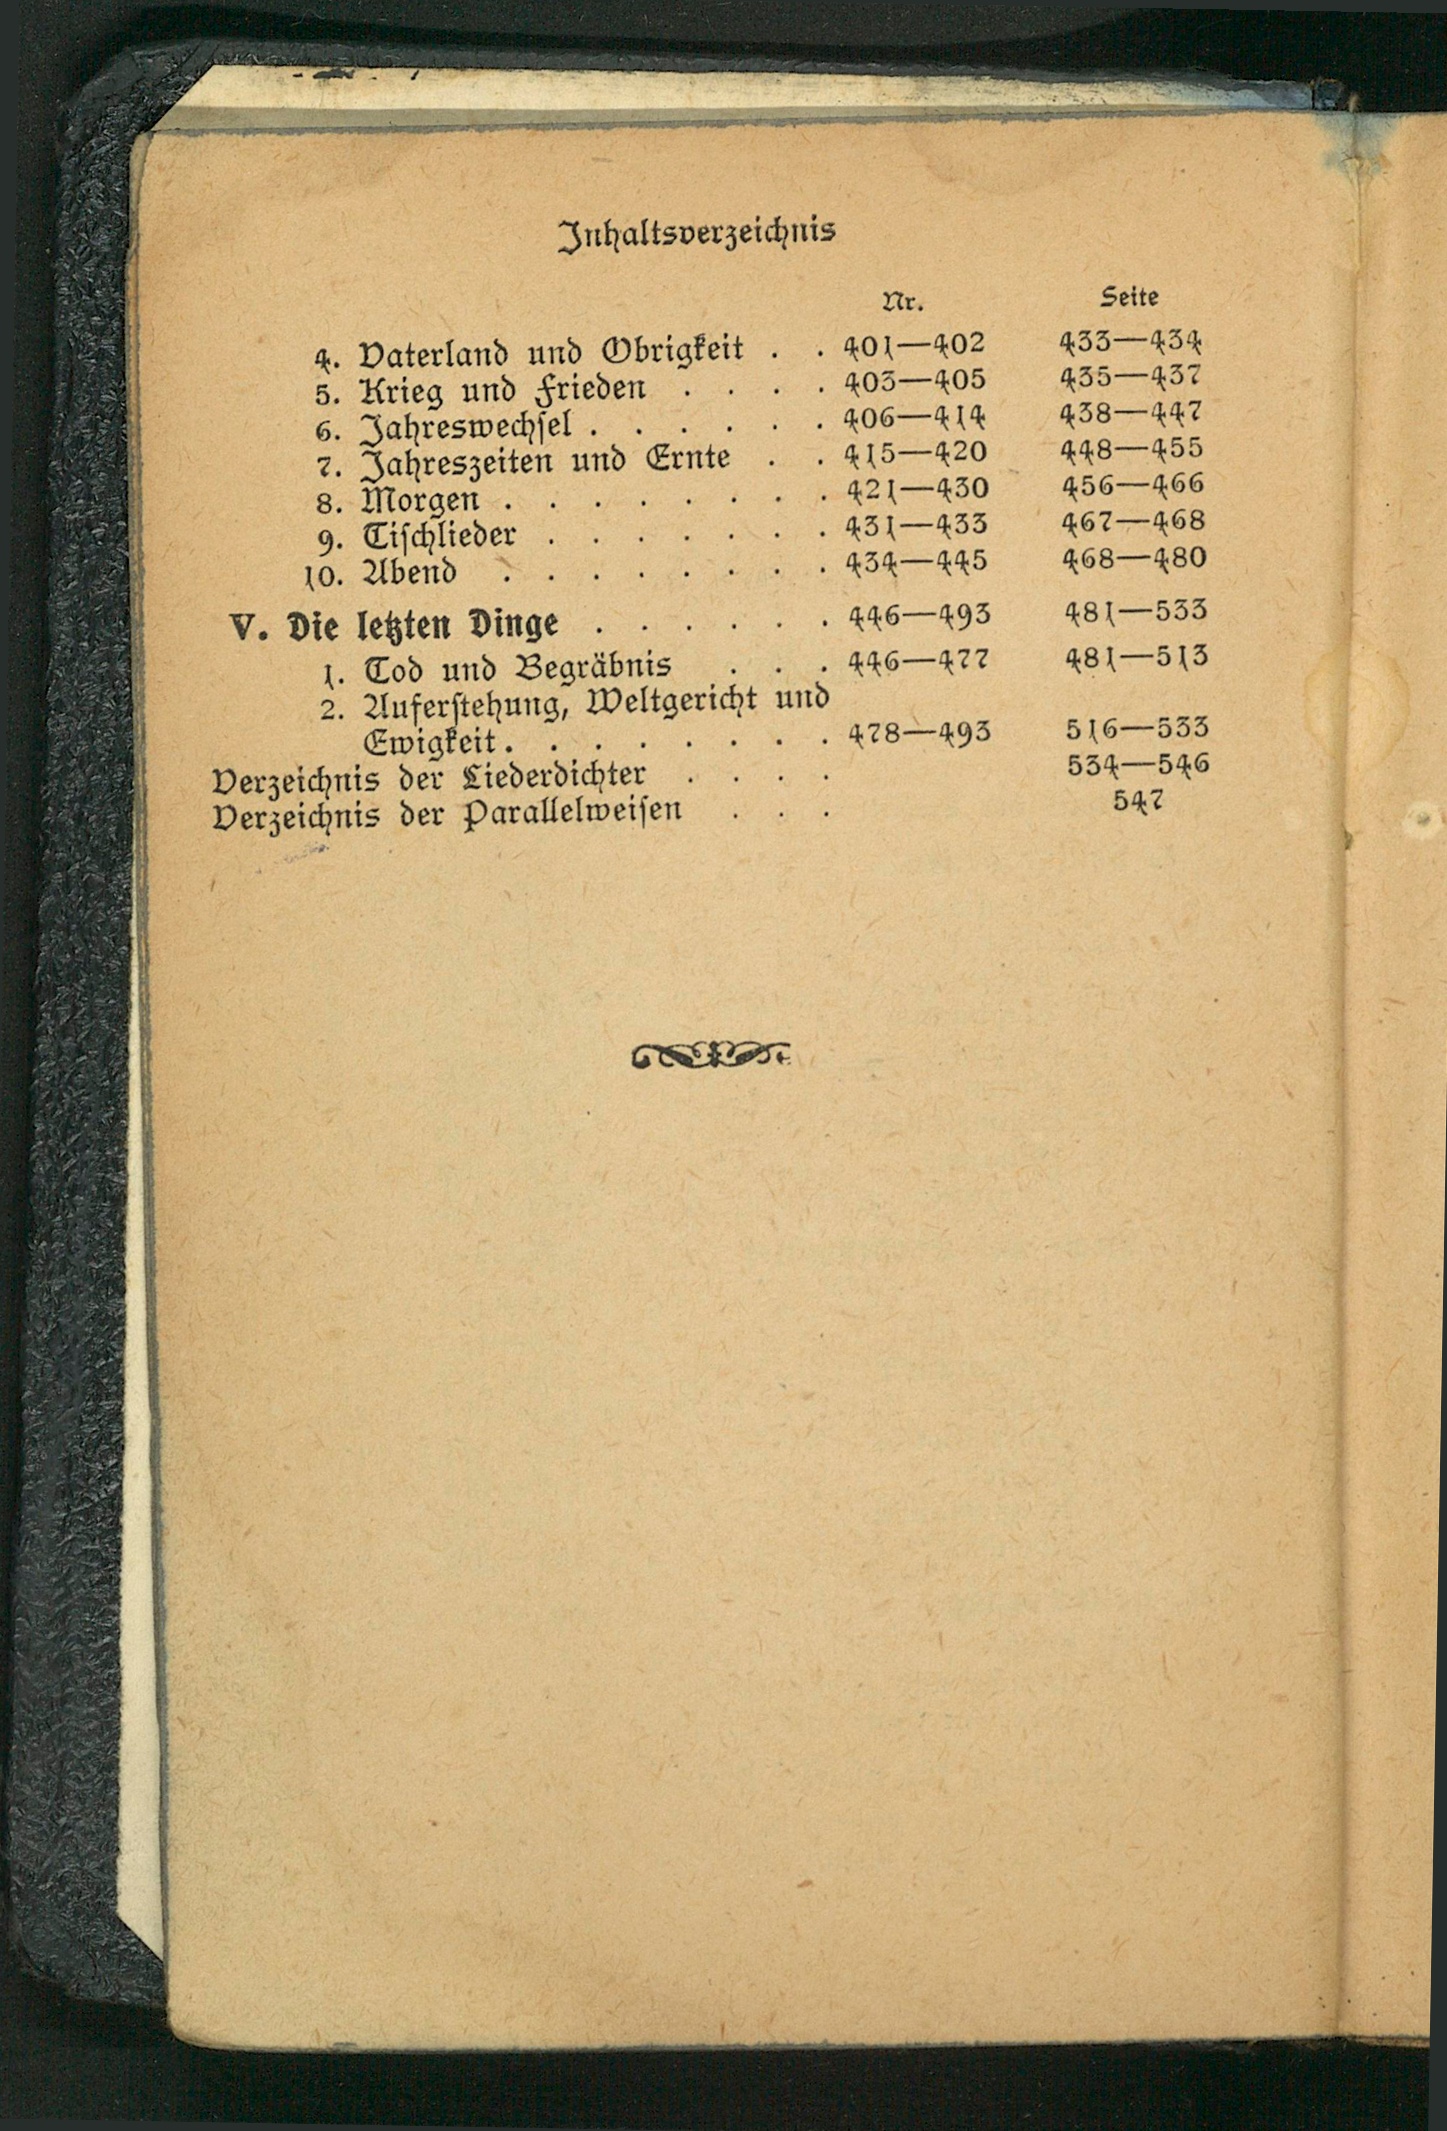 Inhaltsverzeichnis
Nr. Seite
4. Vaterland und Obrigkeit . . 401—402 433—434
5. Krieg und Frieden . . . . 403—405 435—437
6. Jahreswechsel . . . . . . 406—414 438—447
7. Jahreszeiten und Ernte . . 415—420 448—455
8. Morgen . . . . . . . . 421—430 456—466
9. Tischlieder . . . . . . . 431—433 467—468
10. Abend . . . . . . . . 434—445 468—480
V. Die letzten Dinge . . . . . . 446—493 481—533
1. Tod und Begräbnis . . . 446—477 481—513
2. Auferstehung, Weltgericht und
Ewigkeit . . . . . . . . 478—493 516—533
Verzeichnis der Liederdichter . . . . 534—546
Verzeichnis der Parallelweisen . . . 547